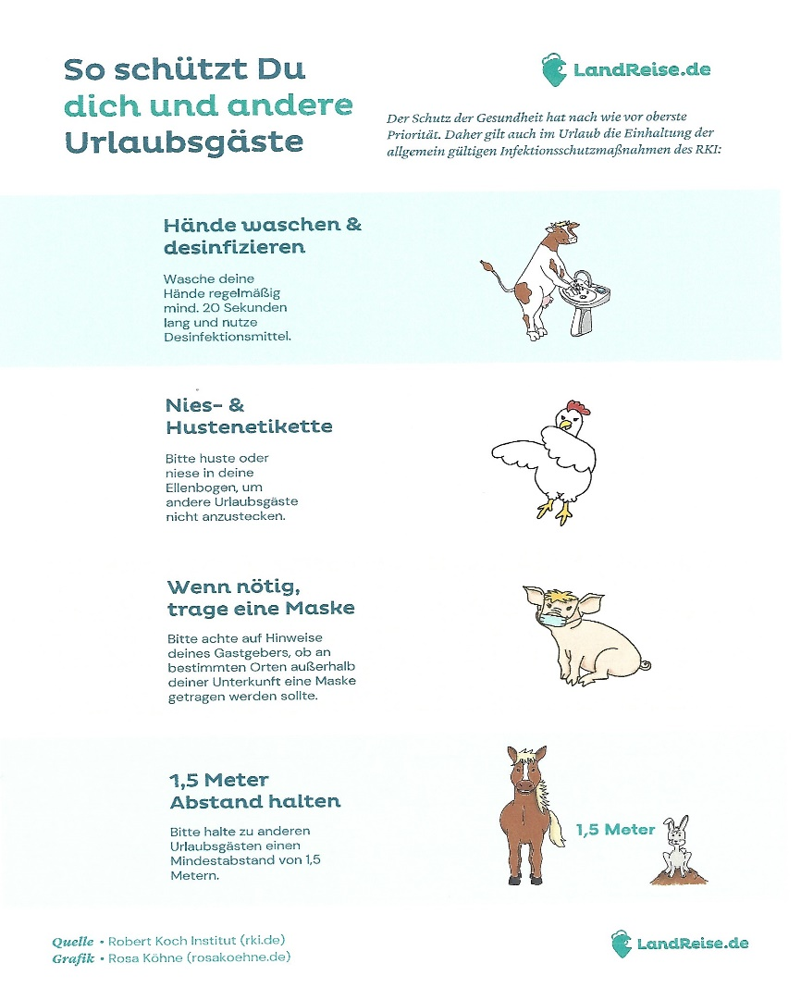 So schützt Du
dich und andere
Urlaubsgäste
LandReise.de
Der Schutz der Gesundheit hat nach wie vor oberste
Priorität. Daher gilt auch im Urlaub die Einhaltung der
allgemein gültigen Infektionsschutzmaßnahmen des RKI:
Hände waschen &
desinfizieren
Wasche deine
Hände regelmäßig
mind. 20 Sekunden
lang und nutze
Desinfektionsmittel.
Nies- &
Hustenetikette
Bitte huste oder
niese in deine
Ellenbogen, um
andere Urlaubsgäste
nicht anzustecken.
Wenn nötig,
trage eine Maske
Bitte achte auf Hinweise
deines Gastgebers, ob an
bestimmten Orten außerhalb
deiner Unterkunft eine Maske
getragen werden sollte.
1,5 Meter
Abstand halten
Bitte halte zu anderen
Urlaubsgästen einen
Mindestabstand von 1,5
Metern.
1,5 Meter
Quelle • Robert Koch Institut (rki.de)
Grafik • Rosa Köhne (rosakoehne.de)
LandReise.de